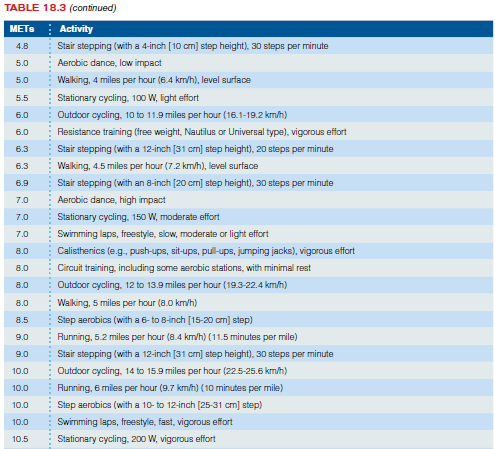 TABLE 18.3 (continued)
METs Activity
4.8 Stair stepping (with a 4-inch [10 cm] step height), 30 steps per minute
5.0 Aerobic dance, low impact
5.0 Walking, 4 miles per hour (6.4 km/h), level surface
5.5 Stationary cycling, 100 W, light effort
6.0 Outdoor cycling, 10 to 11.9 miles per hour (16.1-19.2 km/h)
6.0 Resistance training (free weight, Nautilus or Universal type), vigorous effort
6.3 Stair stepping (with a 12-inch [31 cm] step height), 20 steps per minute
6.3 Walking, 4.5 miles per hour (7.2 km/h), level surface
6.9 Stair stepping (with an 8-inch [20 cm] step height), 30 steps per minute
7.0 Aerobic dance, high impact
7.0 Stationary cycling, 150 W, moderate effort
7.0 Swimming laps, freestyle, slow, moderate or light effort
8.0 Calisthenics (e.g., push-ups, sit-ups, pull-ups, jumping jacks), vigorous effort
8.0 Circuit training, including some aerobic stations, with minimal rest
8.0 Outdoor cycling, 12 to 13.9 miles per hour (19.3-22.4 km/h)
8.0 Walking, 5 miles per hour (8.0 km/h)
8.5 Step aerobics (with a 6- to 8-inch [15-20 cm] step)
9.0 Running, 5.2 miles per hour (8.4 km/h) (11.5 minutes per mile)
9.0 Stair stepping (with a 12-inch [31 cm] step height), 30 steps per minute
10.0 Outdoor cycling, 14 to 15.9 miles per hour (22.5-25.6 km/h)
10.0 Running, 6 miles per hour (9.7 km/h) (10 minutes per mile)
10.0 Step aerobics (with a 10- to 12-inch [25-31 cm] step)
10.0 Swimming laps, freestyle, fast, vigorous effort
10.5 Stationary cycling, 200 W, vigorous effort